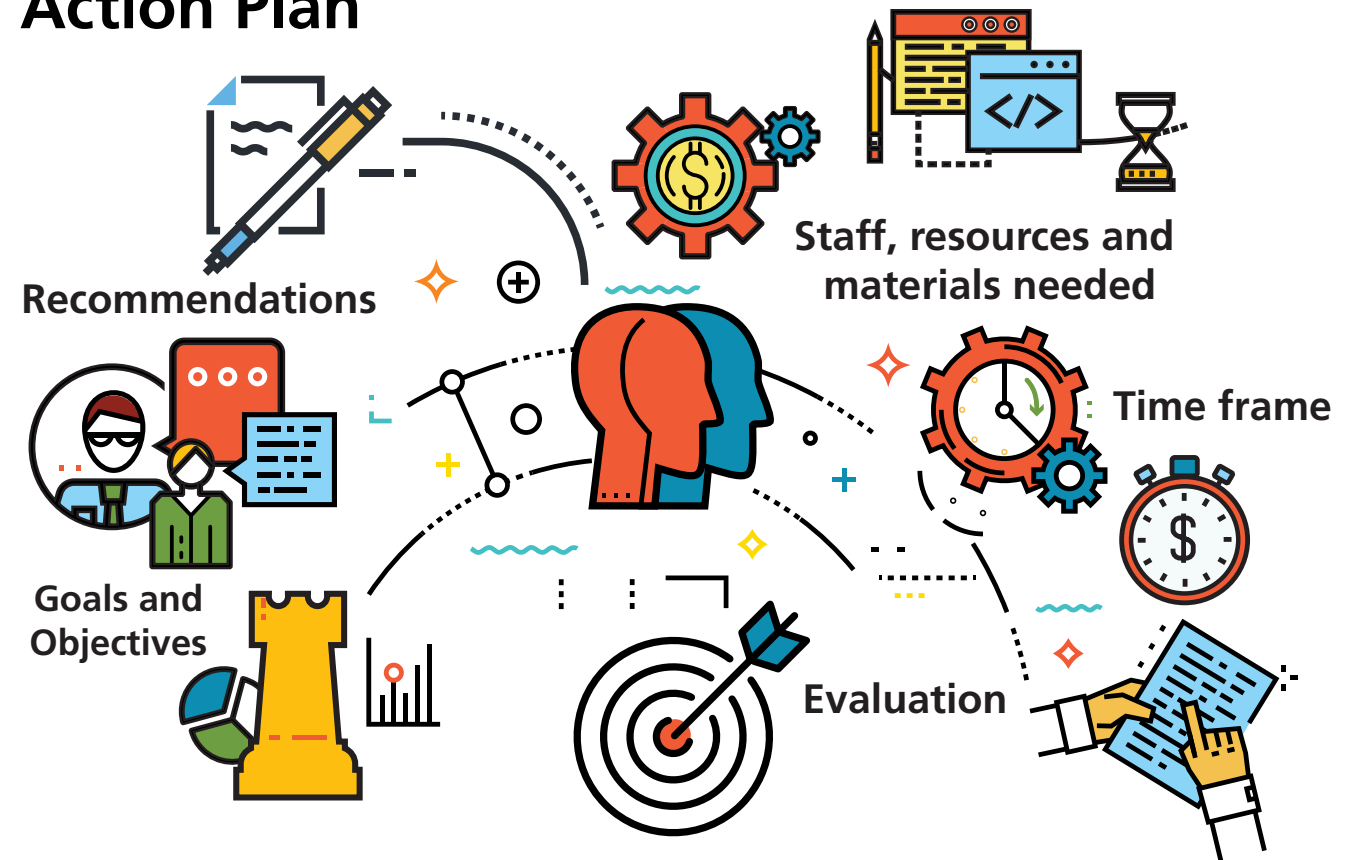 Action Plan
Staff, resources and
materials needed
Recommendations
Time frame
Goals and
Objectives
Evaluation
$
$
</>